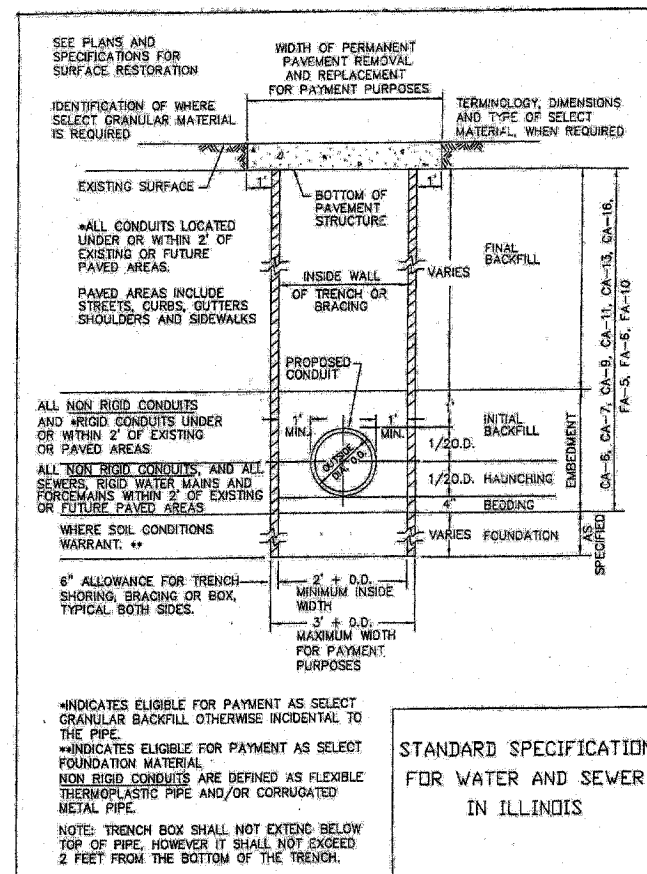 SEE PLANS AND
SPECIFICATIONS FOR
SURFACE RESTORATION
WIDTH OF PERMANENT
PAVEMENT REMOVAL
AND REPLACEMENT
FOR PAYMENT PURPOSES
IDENTIFICATION OF WHERE
SELECT GRANULAR MATERIAL
IS REQUIRED
TERMINOLOGY, DIMENSIONS
AND TYPE OF SELECT
MATERIAL, WHEN REQUIRED
EXISTING SURFACE
1'
1'
BOTTOM OF
PAVEMENT
STRUCTURE
*ALL CONDUITS LOCATED
UNDER OR WITHIN 2' OF
EXISTING OR FUTURE
PAVED AREAS.
PAVED AREAS INCLUDE
STREETS, CURBS, GUTTERS
SHOULDERS AND SIDEWALKS
INSIDE WALL
OF TRENCH OR
BRACING
VARIES
FINAL
BACKFILL
CA-6, CA-7, CA-9, CA-11, CA-13, CA-16,
FA-5, FA-6, FA-10
PROPOSED
CONDUIT
ALL NON RIGID CONDUITS
AND *RIGID CONDUITS UNDER
OR WITHIN 2' OF EXISTING
OR PAVED AREAS
1'
MIN.
1'
MIN.
OUTSIDE
DIA. O.D.
1/2O.D.
INITIAL
BACKFILL
EMBEDMENT
ALL NON RIGID CONDUITS, AND ALL
SEWERS, RIGID WATER MAINS AND
FORCEMAINS WITHIN 2' OF EXISTING
OR FUTURE PAVED AREAS
1/2O.D.
HAUNCHING
4"
BEDDING
WHERE SOIL CONDITIONS
WARRANT. **
VARIES
FOUNDATION
AS
SPECIFIED
6" ALLOWANCE FOR TRENCH
SHORING, BRACING OR BOX,
TYPICAL BOTH SIDES.
2' + O.D.
MINIMUM INSIDE
WIDTH
3' + O.D.
MAXIMUM WIDTH
FOR PAYMENT
PURPOSES
*INDICATES ELIGIBLE FOR PAYMENT AS SELECT
GRANULAR BACKFILL OTHERWISE INCIDENTAL TO
THE PIPE.
**INDICATES ELIGIBLE FOR PAYMENT AS SELECT
FOUNDATION MATERIAL
NON RIGID CONDUITS ARE DEFINED AS FLEXIBLE
THERMOPLASTIC PIPE AND/OR CORRUGATED
METAL PIPE.
NOTE: TRENCH BOX SHALL NOT EXTEND BELOW
TOP OF PIPE, HOWEVER IT SHALL NOT EXCEED
2 FEET FROM THE BOTTOM OF THE TRENCH.
STANDARD SPECIFICATION
FOR WATER AND SEWER
IN ILLINOIS